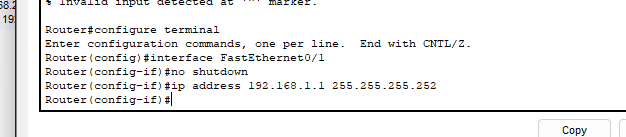 68.2
% Invalid input detected at '^' marker.
19
Router#configure terminal
Enter configuration commands, one per line.  End with CNTL/Z.
Router(config)#interface FastEthernet0/1
Router(config-if)#no shutdown
Router(config-if)#ip address 192.168.1.1 255.255.255.252
Router(config-if)#
Copy